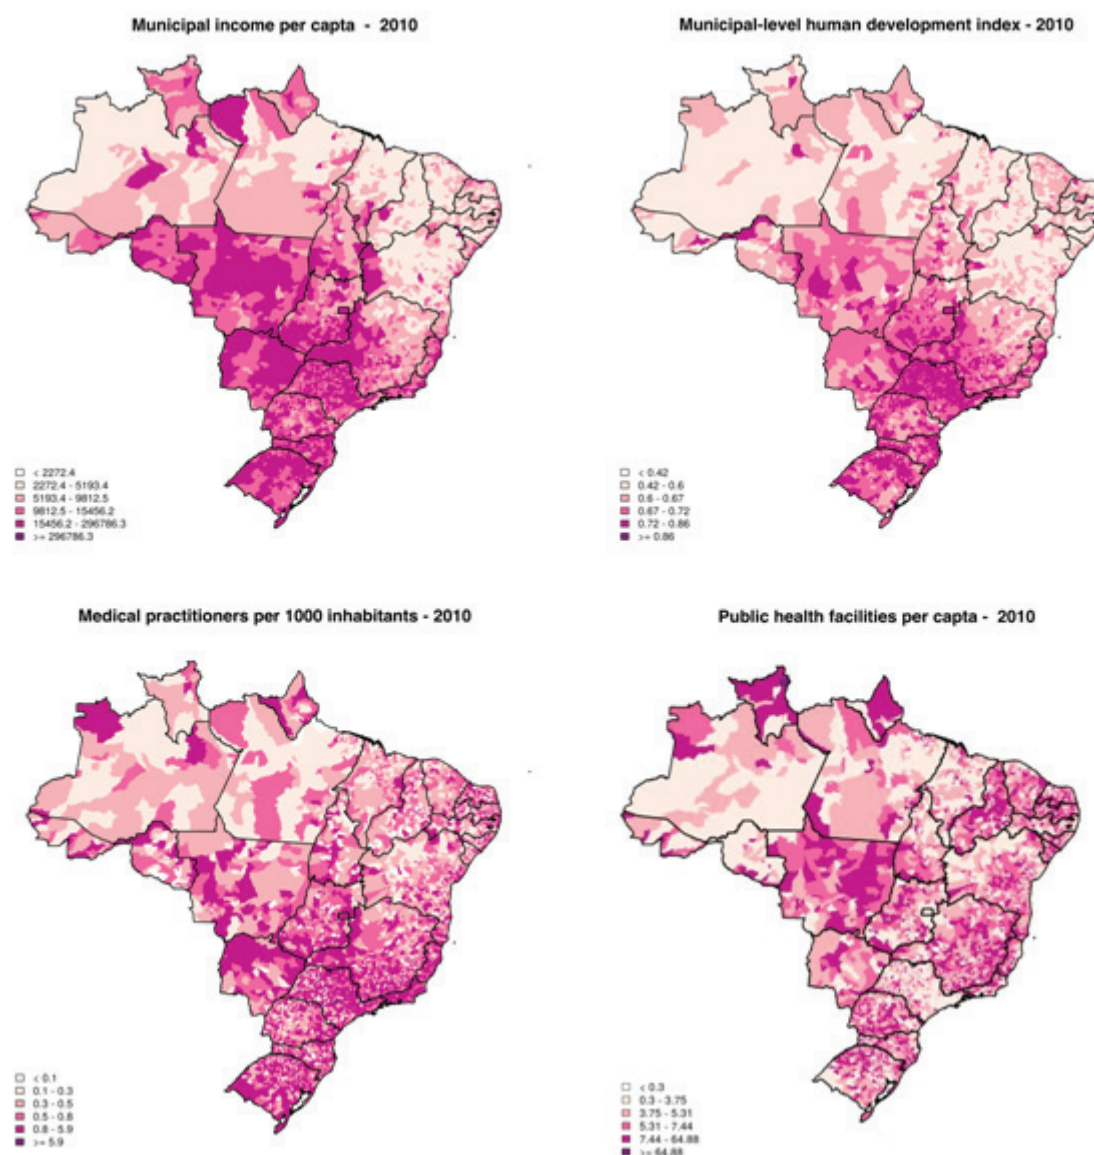 Municipal income per capta - 2010
< 2272.4
2272.4 - 5193.4
5193.4 - 9812.5
9812.5 - 15456.2
15456.2 - 296786.3
>= 296786.3
Municipal-level human development index - 2010
< 0.42
0.42 - 0.6
0.6 - 0.67
0.67 - 0.72
0.72 - 0.86
>= 0.86
Medical practitioners per 1000 inhabitants - 2010
< 0.1
0.1 - 0.3
0.3 - 0.5
0.5 - 0.8
0.8 - 5.9
>= 5.9
Public health facilities per capta - 2010
< 0.3
0.3 - 3.75
3.75 - 5.31
5.31 - 7.44
7.44 - 64.88
>= 64.88